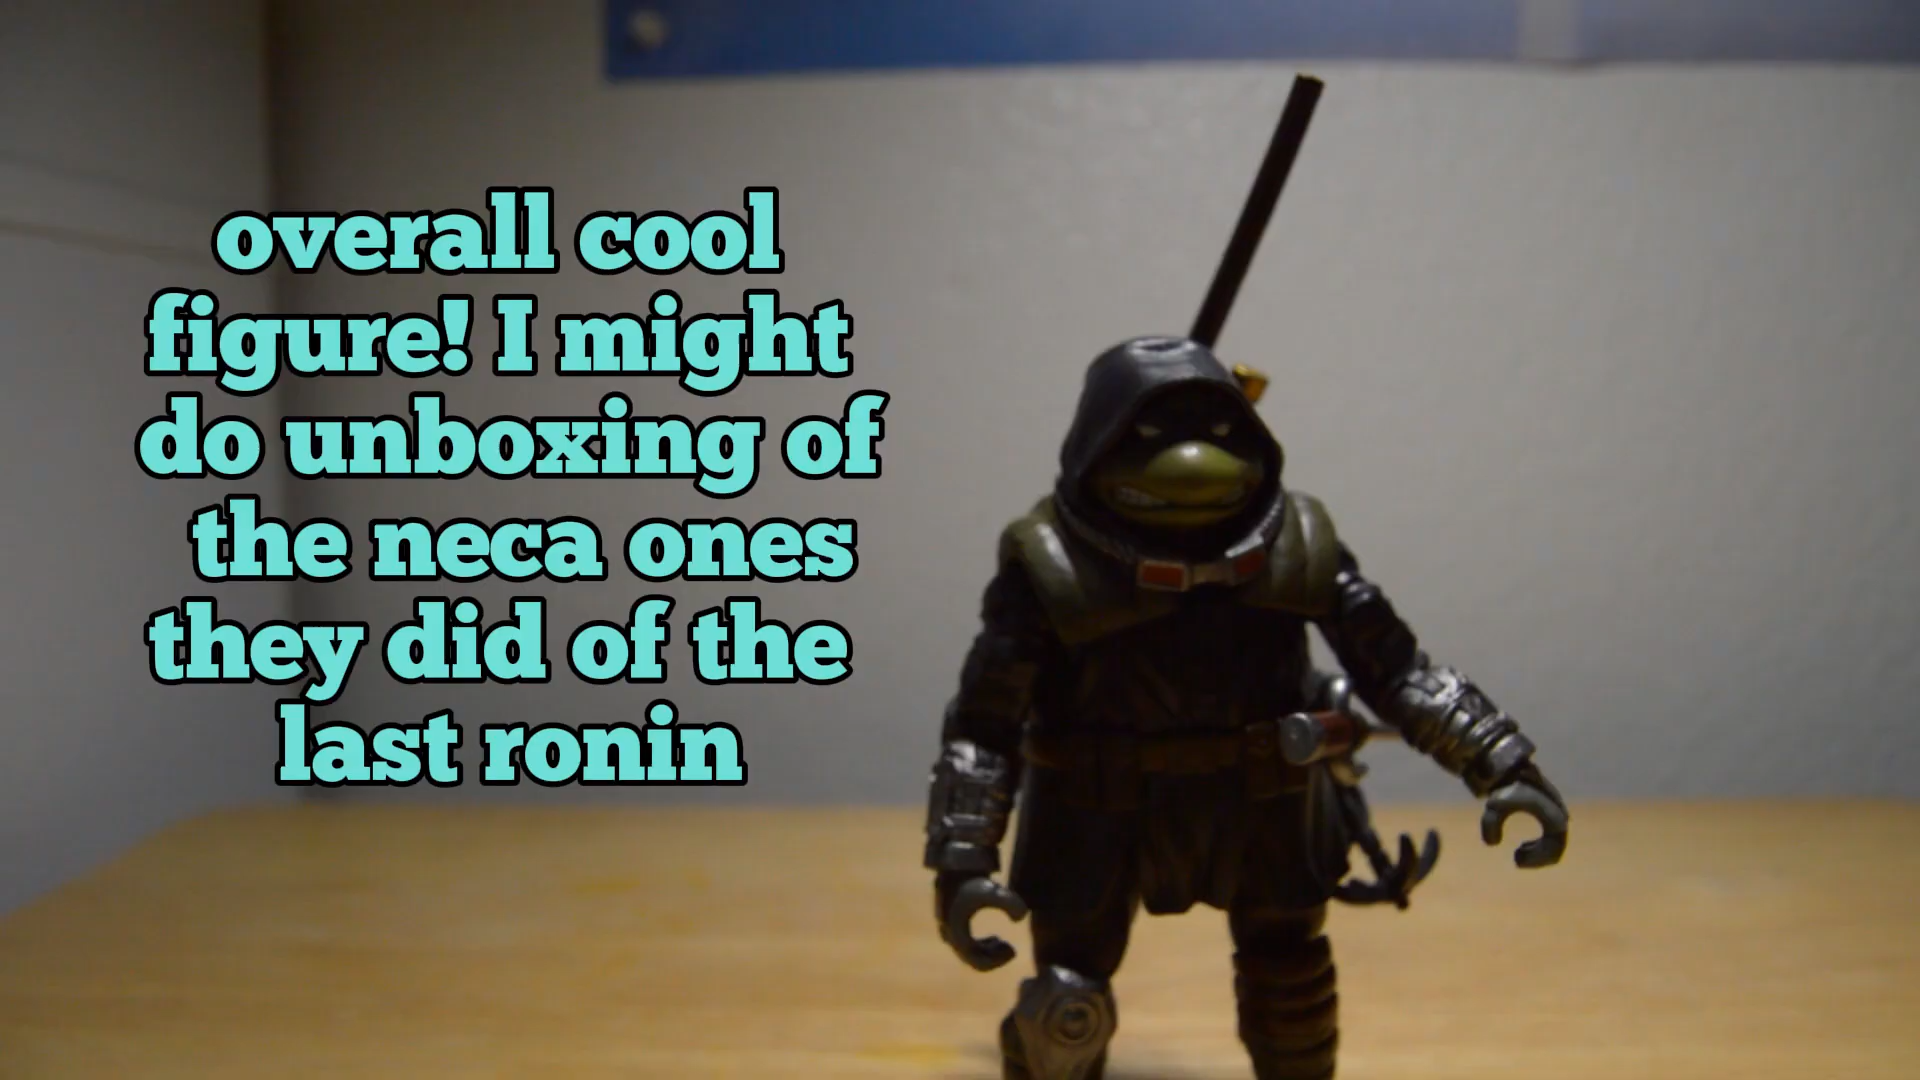 overall cool
figure! I might
do unboxing of
the neca ones
they did of the
last ronin